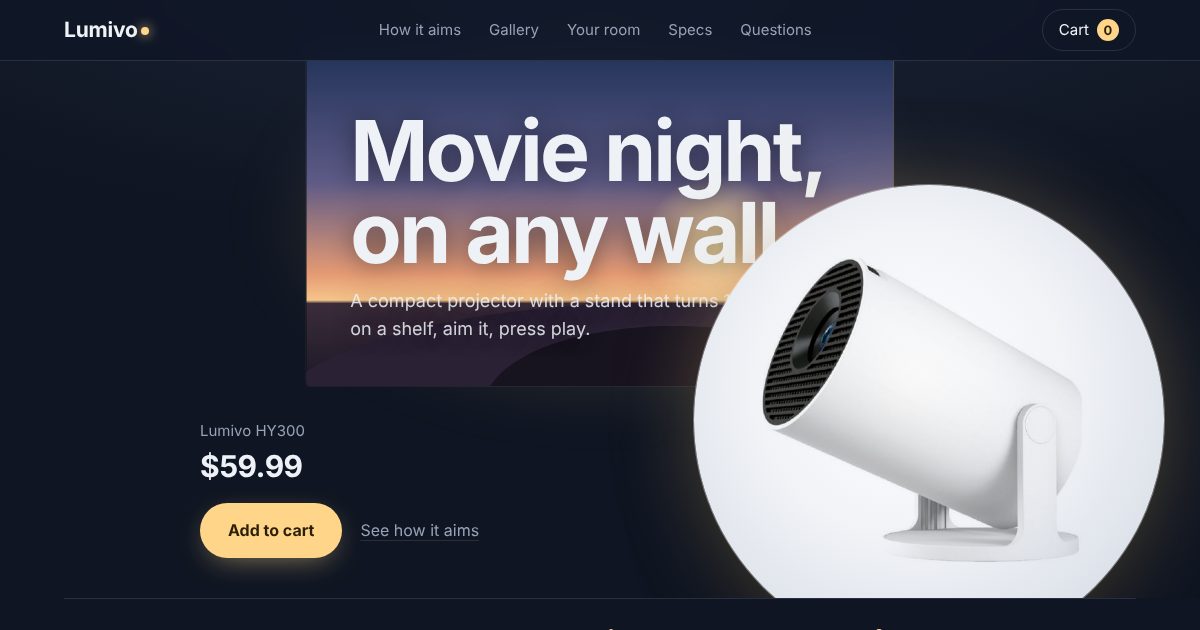 Lumivo
How it aims
Gallery
Your room
Specs
Questions
Cart 0
Movie night,
on any wall
A compact projector with a stand that turns
on a shelf, aim it, press play.
Lumivo HY300
$59.99
Add to cart
See how it aims